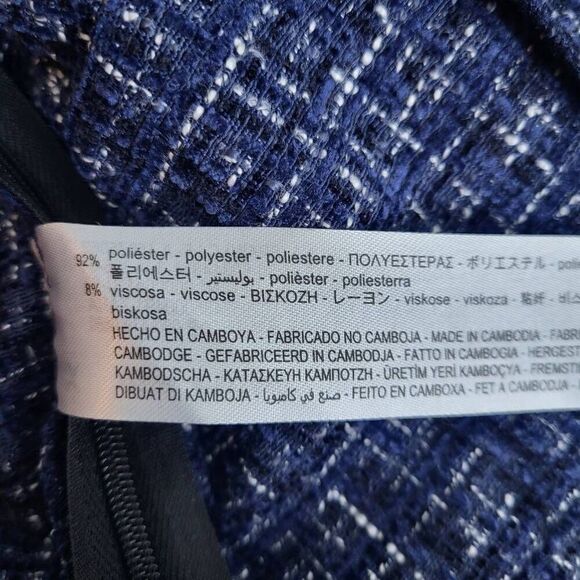 92% poliéster - polyester - poliestere - ΠΟΛΥΕΣΤΕΡΑΣ - ポリエステル -
폴리에스터 - بوليستير - polièster - poliesterra
8% viscosa - viscose - ΒΙΣΚΟΖΗ - レーヨン - viskose - viskoza -
biskosa
HECHO EN CAMBOYA - FABRICADO NO CAMBOJA - MADE IN CAMBODIA -
CAMBODGE - GEFABRICEERD IN CAMBODJA - FATTO IN CAMBOGIA -
KAMBODSCHA - ΚΑΤΑΣΚΕΥΗ ΚΑΜΠΟΤΖΗ - ÜRETİM YERİ KAMBOÇYA -
DIBUAT DI KAMBOJA - صنع في كامبوديا - FEITO EN CAMBOXA - FET A CAMBODJA -